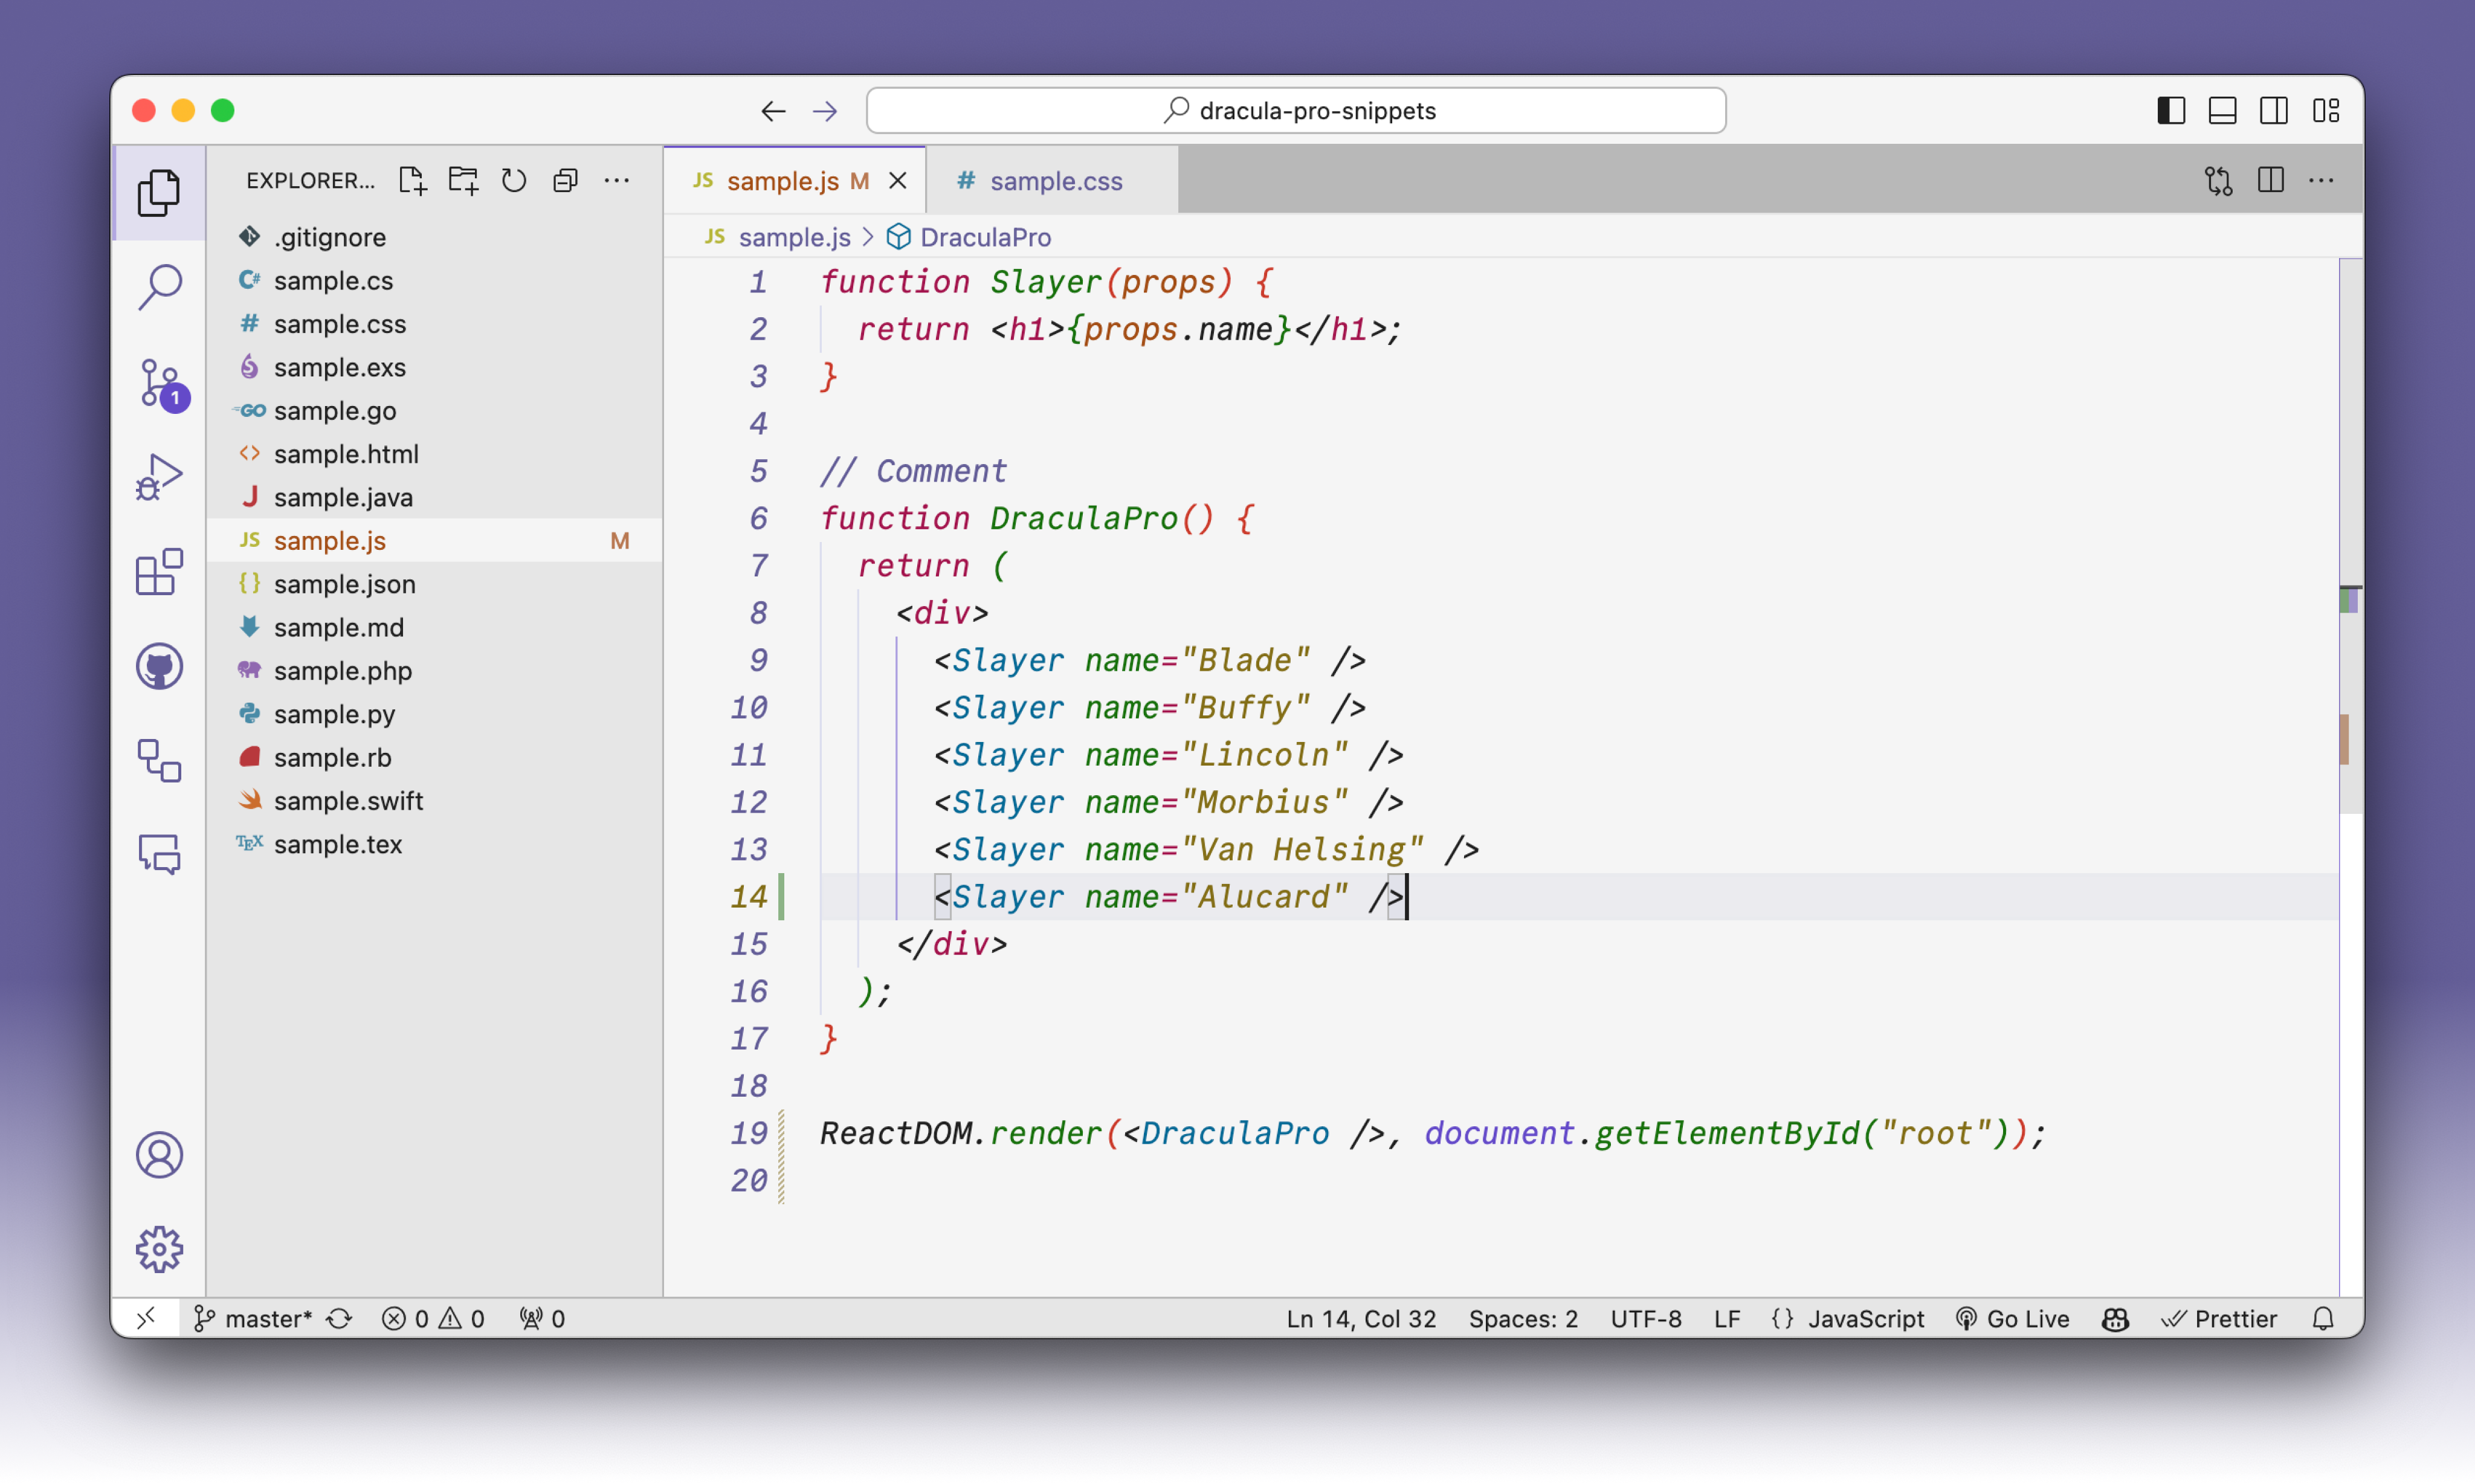 dracula-pro-snippets
EXPLORER...
.gitignore
C# sample.cs
# sample.css
sample.exs
GO sample.go
<> sample.html
J sample.java
JS sample.js M
{} sample.json
sample.md
sample.php
sample.py
sample.rb
sample.swift
TEX sample.tex
1
JS sample.js M
# sample.css
JS sample.js > DraculaPro
1 function Slayer(props) {
2 return <h1>{props.name}</h1>;
3 }
4
5 // Comment
6 function DraculaPro() {
7 return (
8 <div>
9 <Slayer name="Blade" />
10 <Slayer name="Buffy" />
11 <Slayer name="Lincoln" />
12 <Slayer name="Morbius" />
13 <Slayer name="Van Helsing" />
14 <Slayer name="Alucard" />
15 </div>
16 );
17 }
18
19 ReactDOM.render(<DraculaPro />, document.getElementById("root"));
20
master* 0 0 0 Ln 14, Col 32 Spaces: 2 UTF-8 LF {} JavaScript Go Live Prettier